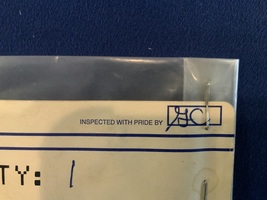 INSPECTED WITH PRIDE BY
TY: 1